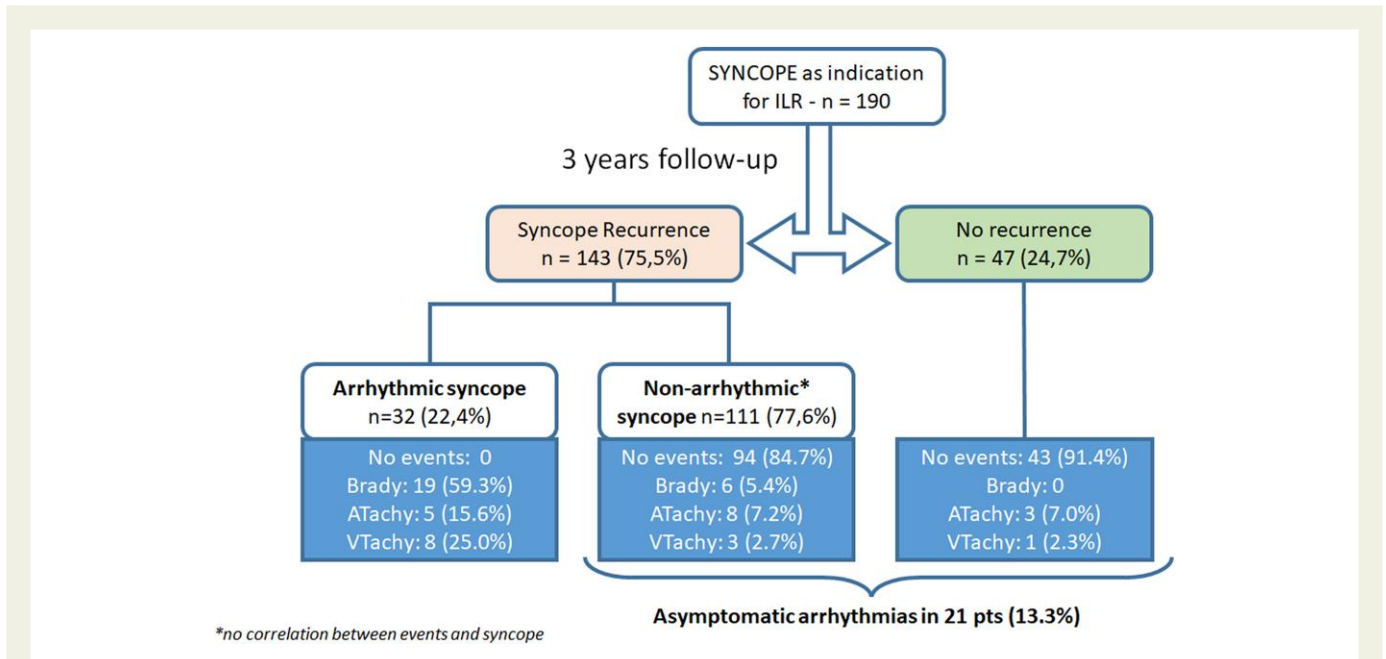 SYNCOPE as indication
for ILR - n = 190
3 years follow-up
Syncope Recurrence
n = 143 (75,5%)
No recurrence
n = 47 (24,7%)
Arrhythmic syncope
n=32 (22,4%)
Non-arrhythmic*
syncope n=111 (77,6%)
No events: 0
Brady: 19 (59.3%)
ATachy: 5 (15.6%)
VTachy: 8 (25.0%)
No events: 94 (84.7%)
Brady: 6 (5.4%)
ATachy: 8 (7.2%)
VTachy: 3 (2.7%)
No events: 43 (91.4%)
Brady: 0
ATachy: 3 (7.0%)
VTachy: 1 (2.3%)
Asymptomatic arrhythmias in 21 pts (13.3%)
*no correlation between events and syncope